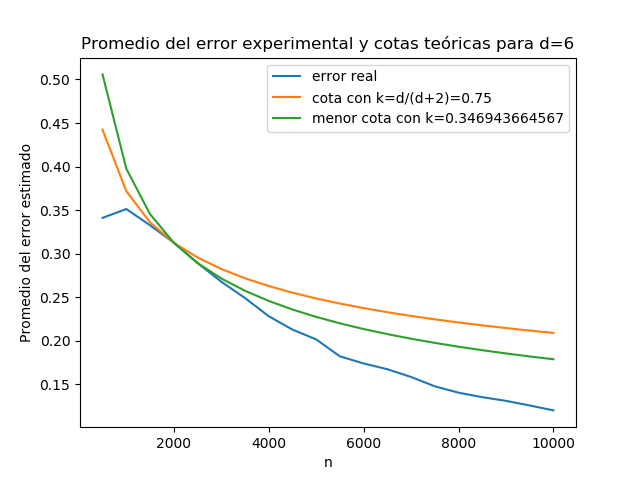 Promedio del error experimental y cotas teóricas para d=6
error real
cota con k=d/(d+2)=0.75
menor cota con k=0.346943664567
Promedio del error estimado
0.50
0.45
0.40
0.35
0.30
0.25
0.20
0.15
2000
4000
6000
8000
10000
n